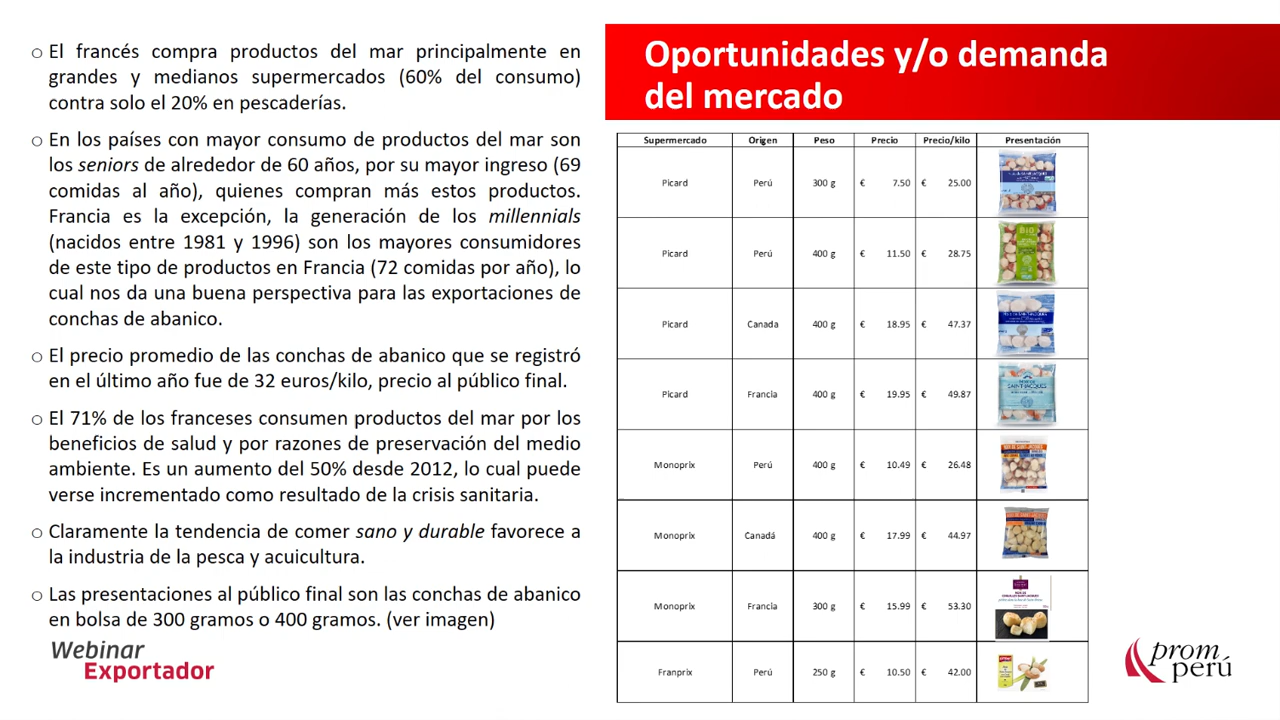 ○ El francés compra productos del mar principalmente en
grandes y medianos supermercados (60% del consumo)
contra solo el 20% en pescaderías.
○ En los países con mayor consumo de productos del mar son
los seniors de alrededor de 60 años, por su mayor ingreso (69
comidas al año), quienes compran más estos productos.
Francia es la excepción, la generación de los millennials
(nacidos entre 1981 y 1996) son los mayores consumidores
de este tipo de productos en Francia (72 comidas por año), lo
cual nos da una buena perspectiva para las exportaciones de
conchas de abanico.
○ El precio promedio de las conchas de abanico que se registró
en el último año fue de 32 euros/kilo, precio al público final.
○ El 71% de los franceses consumen productos del mar por los
beneficios de salud y por razones de preservación del medio
ambiente. Es un aumento del 50% desde 2012, lo cual puede
verse incrementado como resultado de la crisis sanitaria.
○ Claramente la tendencia de comer sano y durable favorece a
la industria de la pesca y acuicultura.
○ Las presentaciones al público final son las conchas de abanico
en bolsa de 300 gramos o 400 gramos. (ver imagen)
Webinar
Exportador
Oportunidades y/o demanda
del mercado
Supermercado Origen Peso Precio Precio/kilo Presentación
Picard Perú 300 g € 7.50 € 25.00
Picard Perú 400 g € 11.50 € 28.75
BIO
Picard Canada 400 g € 18.95 € 47.37
Picard Francia 400 g € 19.95 € 49.87
SAINT-JACQUES
Monoprix Perú 400 g € 10.49 € 26.48
Monoprix Canadá 400 g € 17.99 € 44.97
Monoprix Francia 300 g € 15.99 € 53.30
Franprix Perú 250 g € 10.50 € 42.00
prom
perú